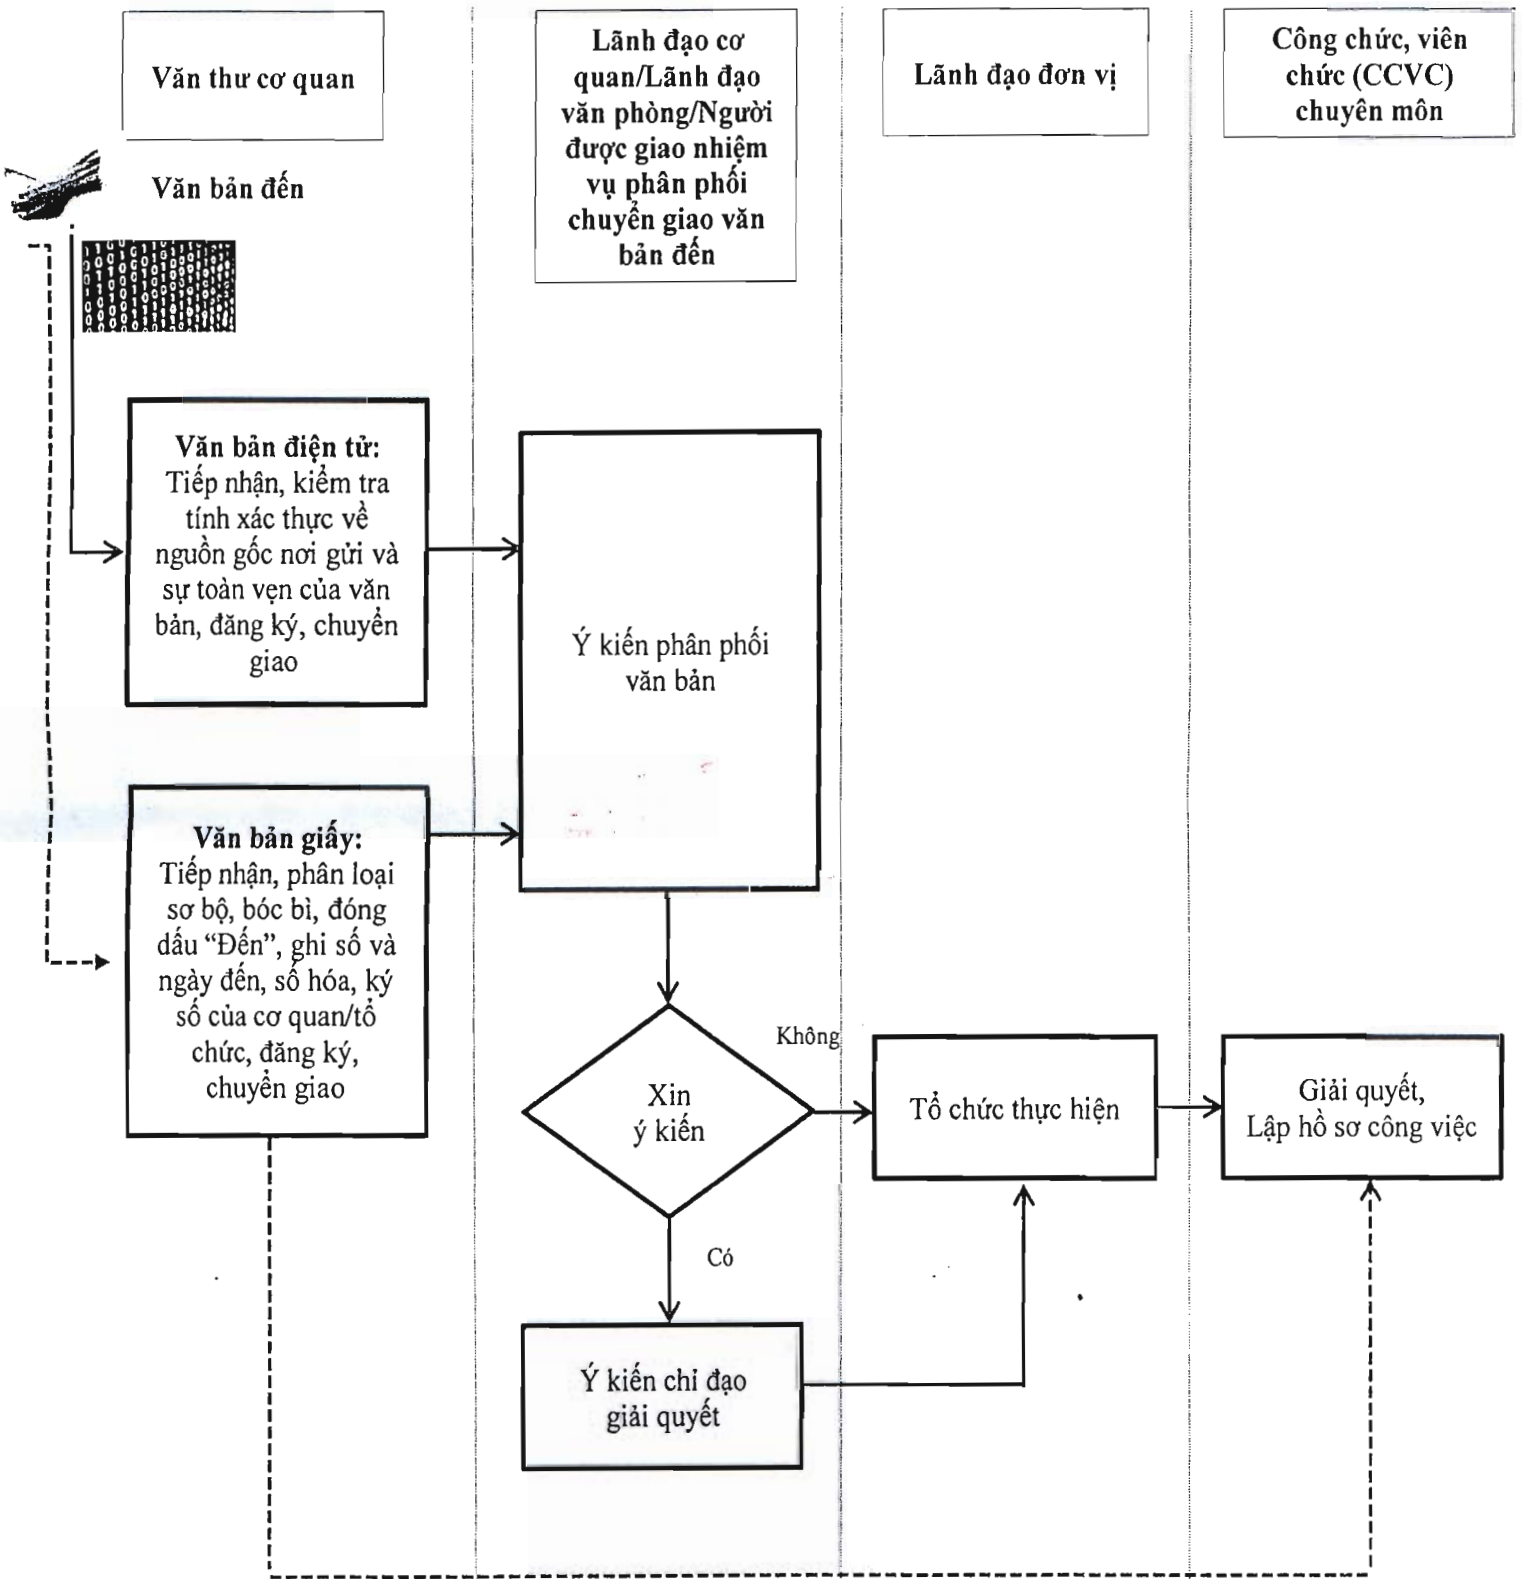 Văn thư cơ quan
Lãnh đạo cơ
quan/Lãnh đạo
văn phòng/Người
được giao nhiệm
vụ phân phối
chuyển giao văn
bản đến
Lãnh đạo đơn vị
Công chức, viên
chức (CCVC)
chuyên môn
Văn bản đến
Văn bản điện tử:
Tiếp nhận, kiểm tra
tính xác thực về
nguồn gốc nơi gửi và
sự toàn vẹn của văn
bản, đăng ký, chuyển
giao
Ý kiến phân phối
văn bản
Văn bản giấy:
Tiếp nhận, phân loại
sơ bộ, bóc bì, đóng
dấu “Đến”, ghi số và
ngày đến, số hóa, ký
số của cơ quan/tổ
chức, đăng ký,
chuyển giao
Xin
ý kiến
Không
Tổ chức thực hiện
Giải quyết,
Lập hồ sơ công việc
Có
Ý kiến chỉ đạo
giải quyết